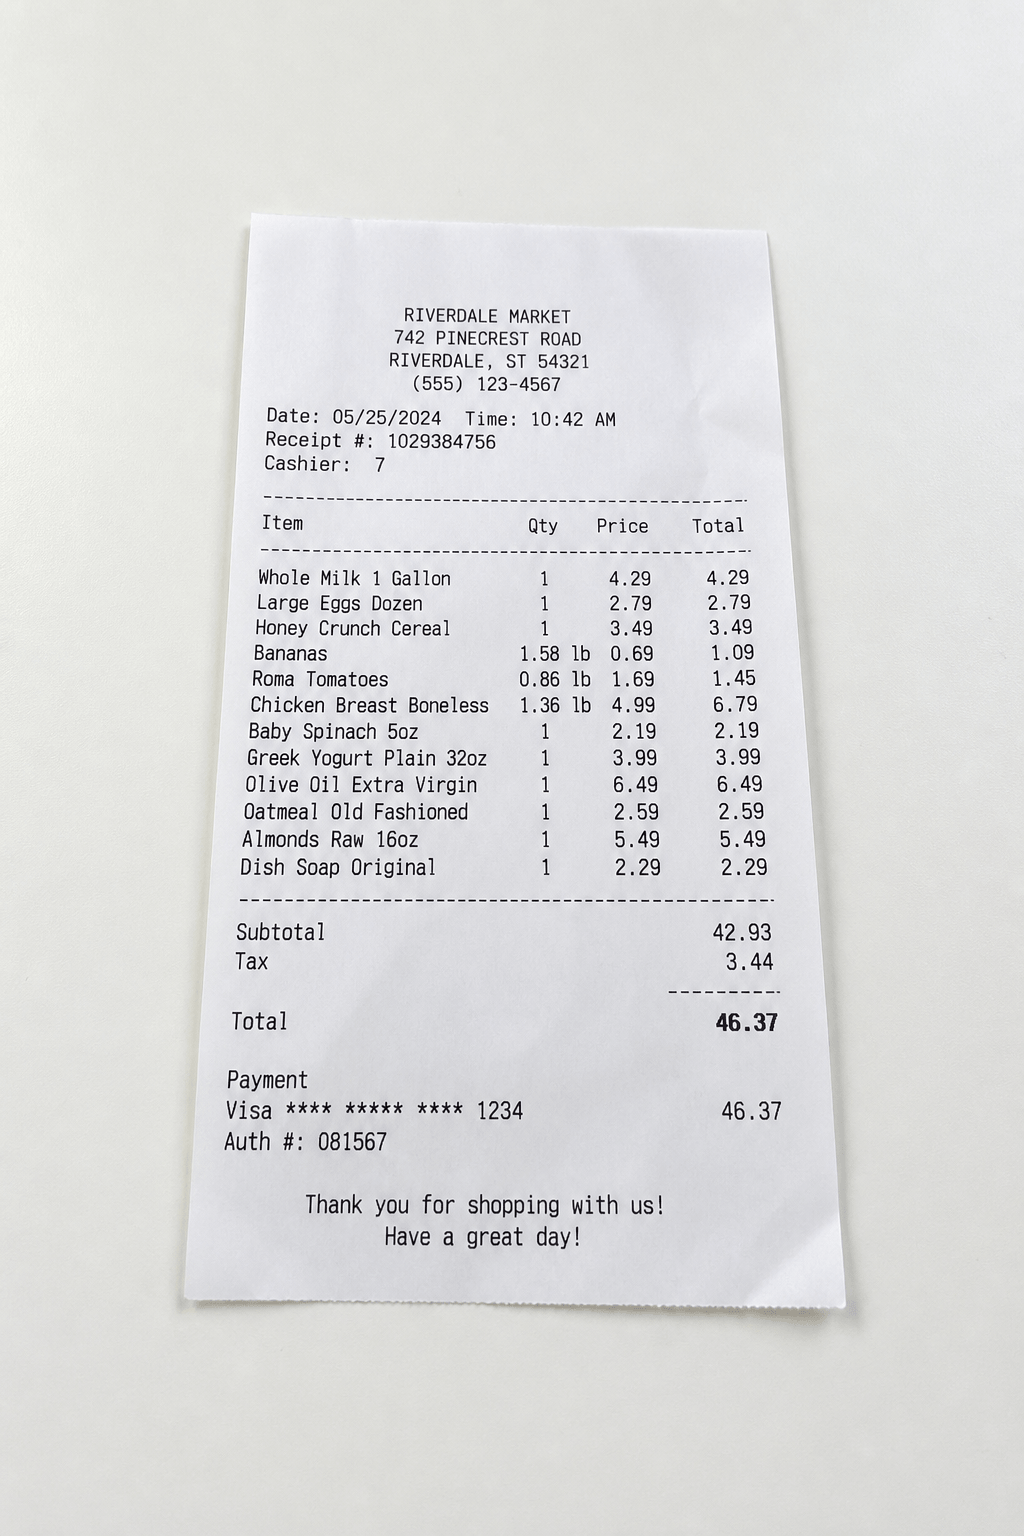 RIVERDALE MARKET
742 PINECREST ROAD
RIVERDALE, ST 54321
(555) 123-4567
Date: 05/25/2024 Time: 10:42 AM
Receipt #: 1029384756
Cashier: 7
Item Qty Price Total
Whole Milk 1 Gallon 1 4.29 4.29
Large Eggs Dozen 1 2.79 2.79
Honey Crunch Cereal 1 3.49 3.49
Bananas 1.58 lb 0.69 1.09
Roma Tomatoes 0.86 lb 1.69 1.45
Chicken Breast Boneless 1.36 lb 4.99 6.79
Baby Spinach 5oz 1 2.19 2.19
Greek Yogurt Plain 32oz 1 3.99 3.99
Olive Oil Extra Virgin 1 6.49 6.49
Oatmeal Old Fashioned 1 2.59 2.59
Almonds Raw 16oz 1 5.49 5.49
Dish Soap Original 1 2.29 2.29
Subtotal 42.93
Tax 3.44
Total 46.37
Payment
Visa **** ***** **** 1234 46.37
Auth #: 081567
Thank you for shopping with us!
Have a great day!